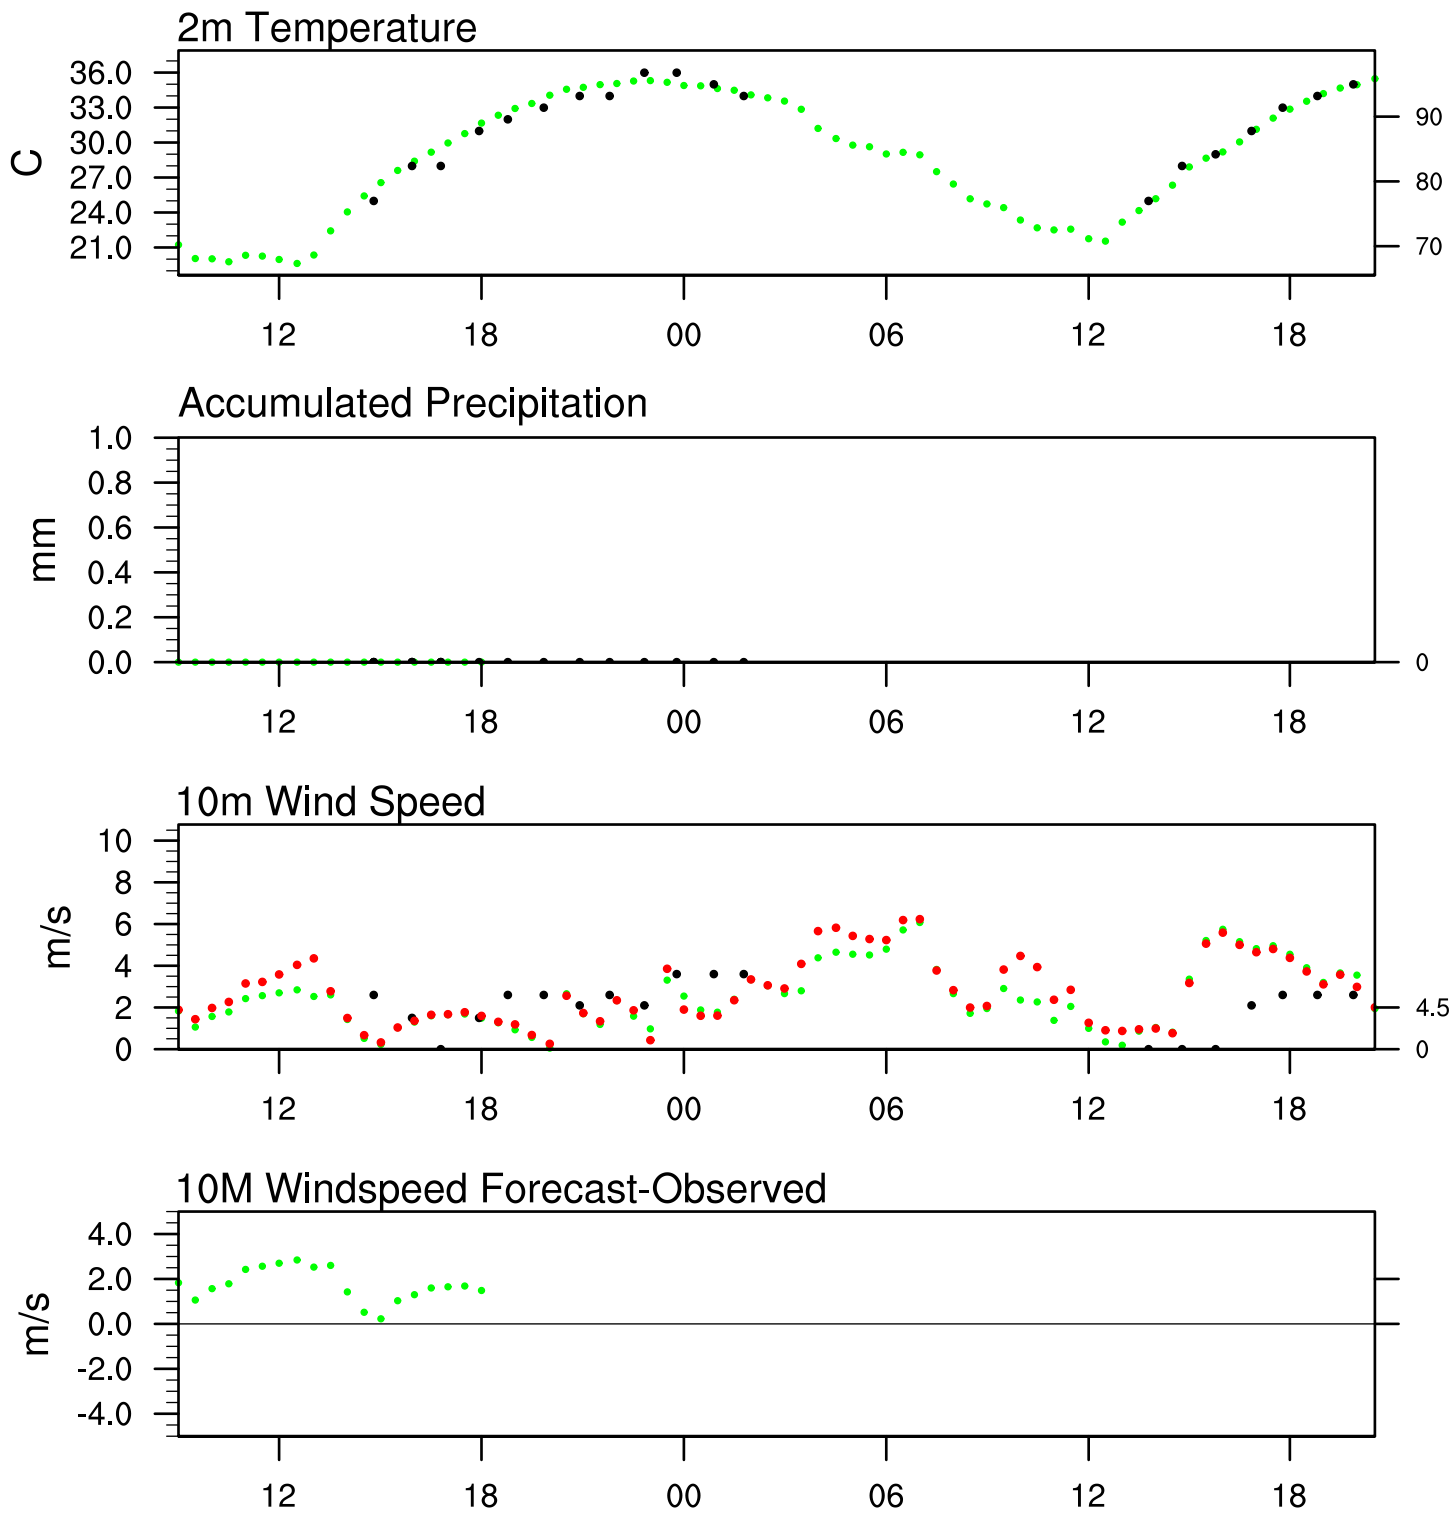 2m Temperature
36.0
33.0
30.0
27.0
24.0
21.0
C
90
80
70
12 18 00 06 12 18
Accumulated Precipitation
1.0
0.8
0.6
0.4
0.2
0.0
mm
0
12 18 00 06 12 18
10m Wind Speed
10
8
6
4
2
0
m/s
4.5
0
12 18 00 06 12 18
10M Windspeed Forecast-Observed
4.0
2.0
0.0
-2.0
-4.0
m/s
12 18 00 06 12 18